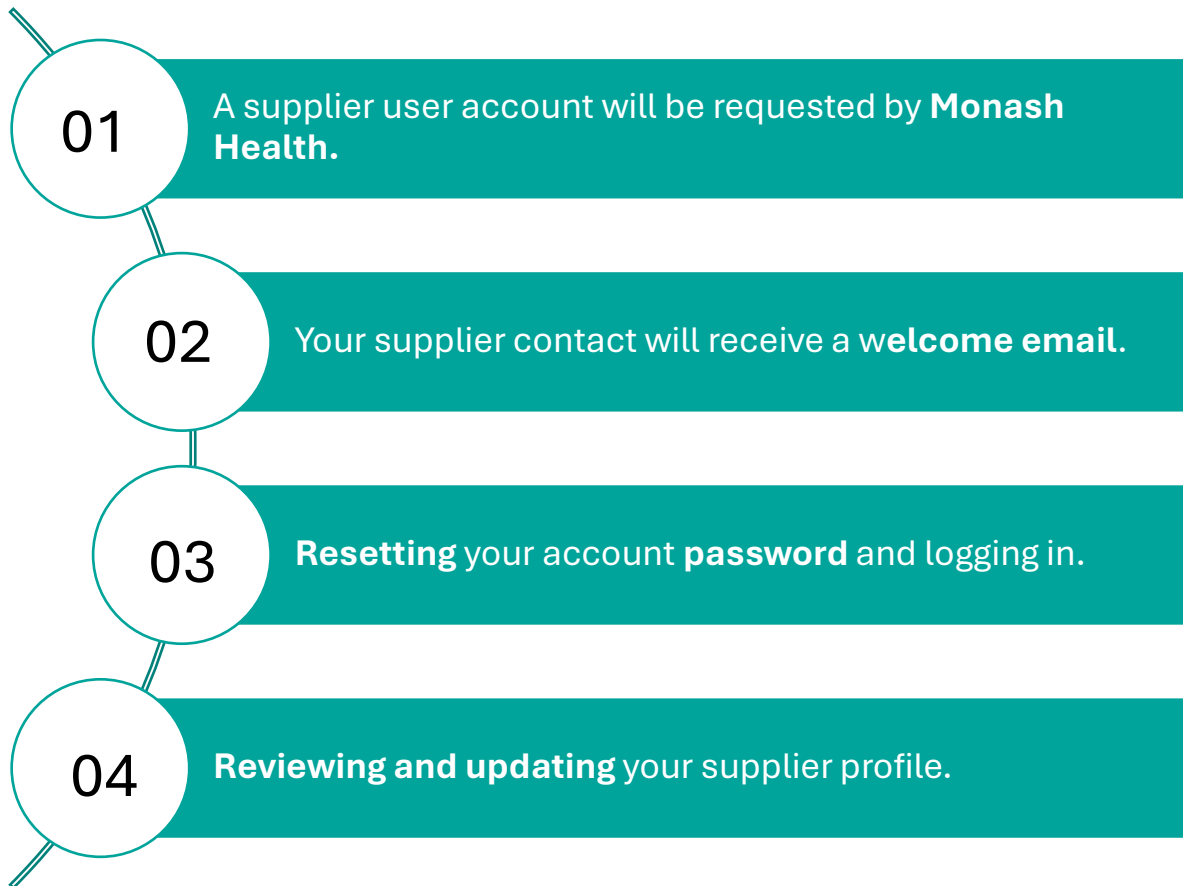 01
A supplier user account will be requested by Monash
Health.
02
Your supplier contact will receive a welcome email.
03
Resetting your account password and logging in.
04
Reviewing and updating your supplier profile.